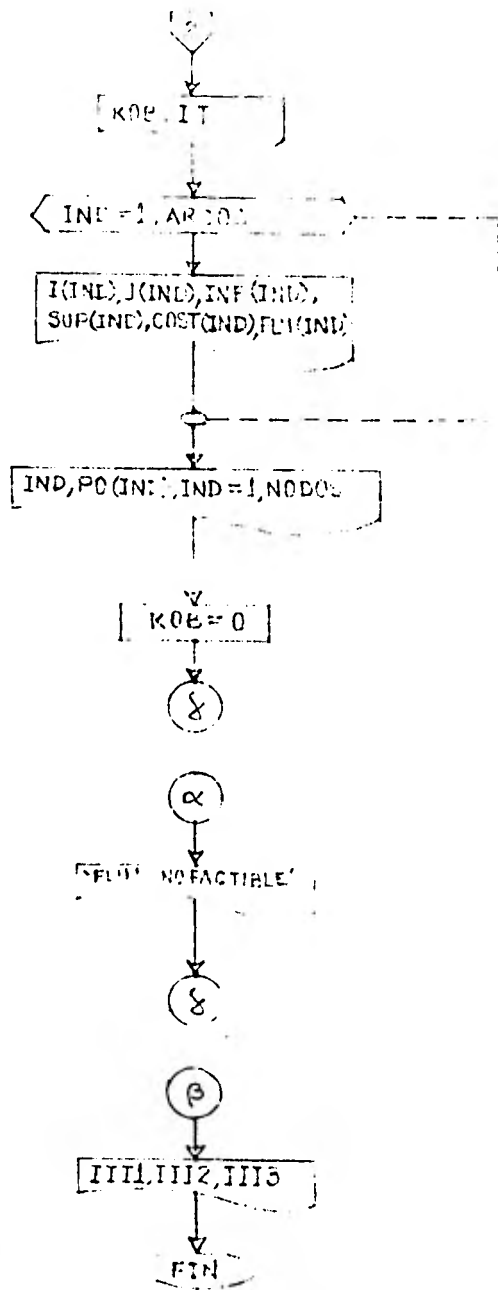 KOB, IT
IND=1,
I(IND),J(IND),INF(IND),
SUP(IND),COST(IND),FLU(IND)
IND,PO(IND),IND=1,NODOS
KOB=0
γ
α
NO FACTIBLE'
γ
β
III1,III2,III3
FIN